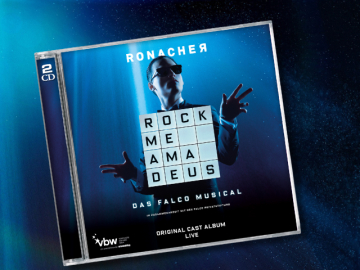 RONACHER
2
CD
ROCK
ME
AMA
DEUS
DAS FALCO MUSICAL
ORIGINAL CAST ALBUM
LIVE
vbw